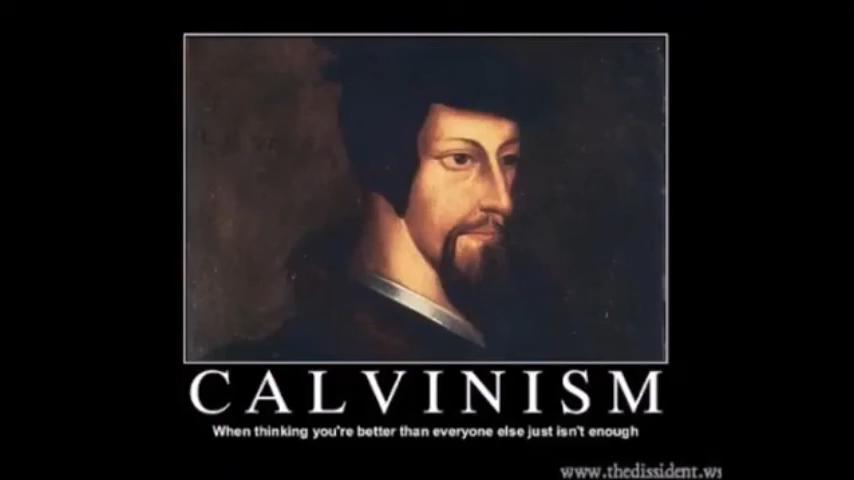 CALVINISM
When thinking you're better than everyone else just isn't enough
www.thedissident.ws